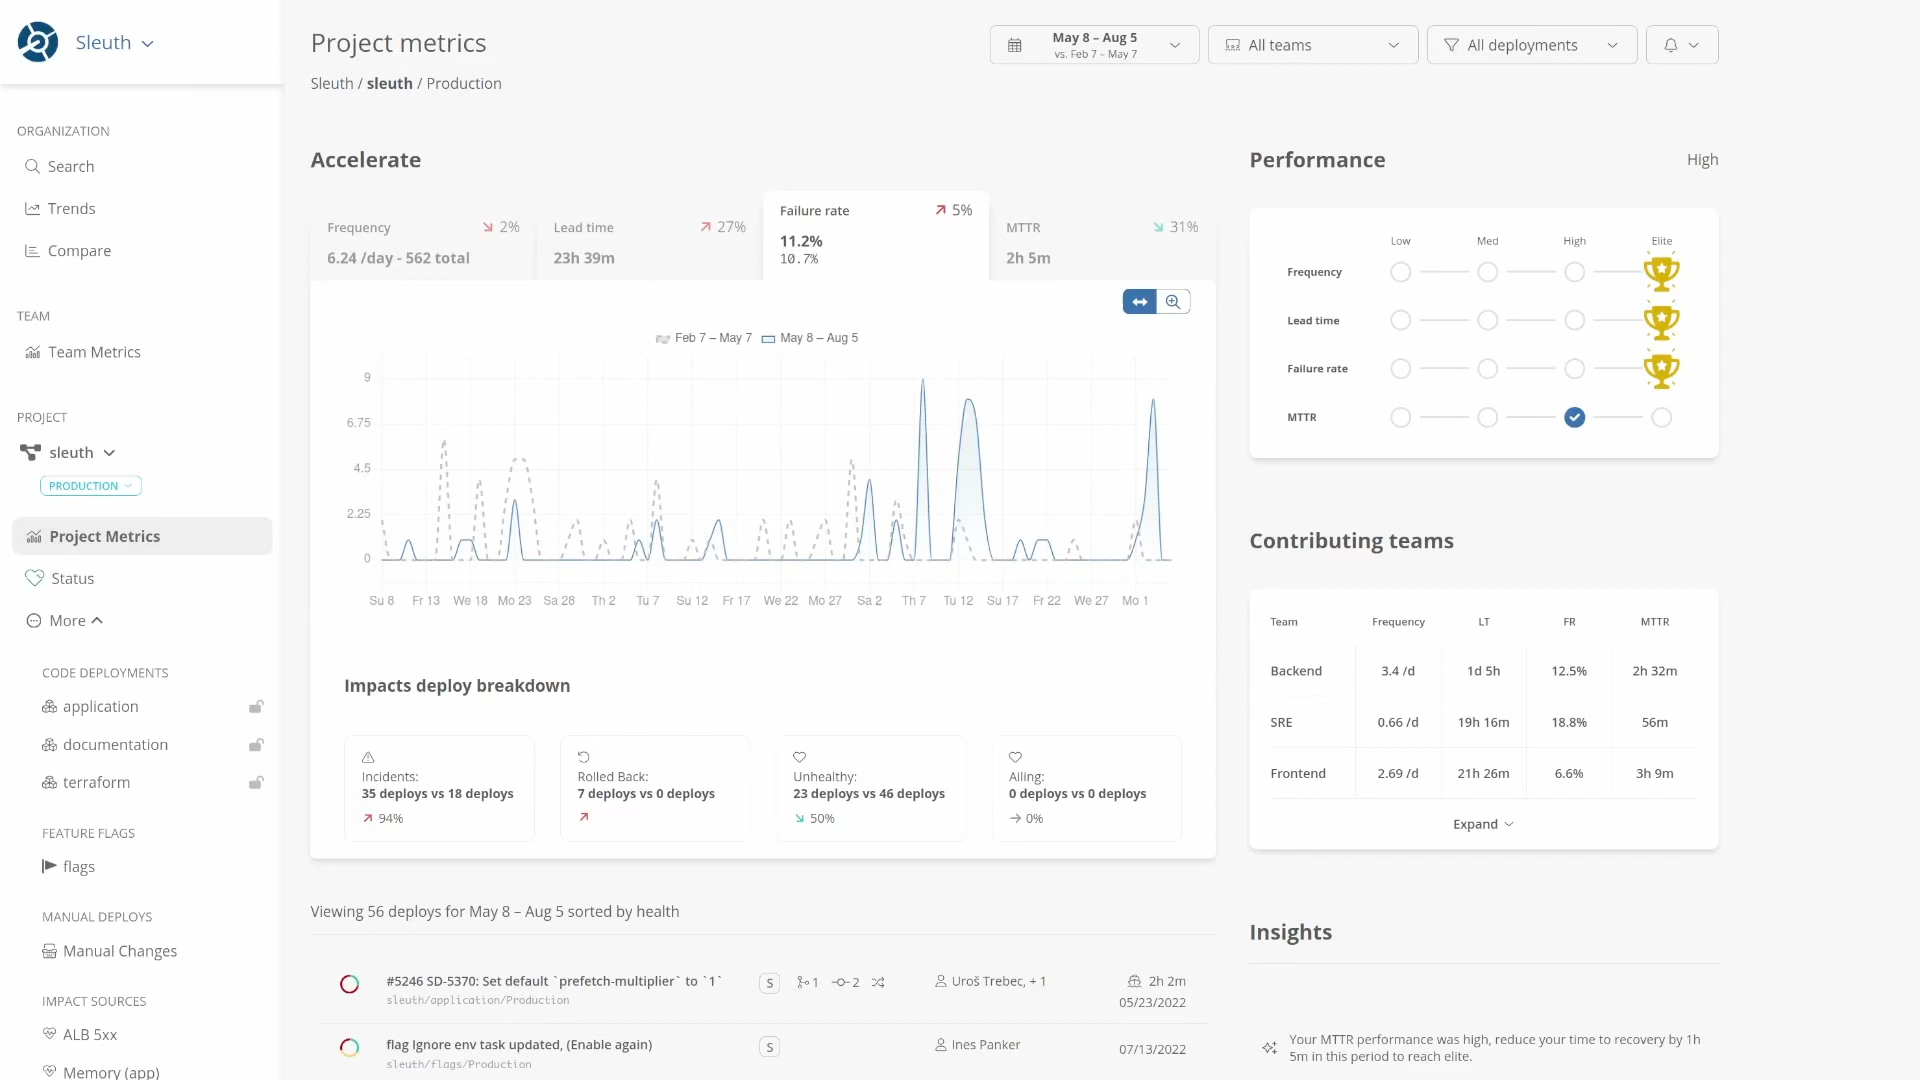 Sleuth
ORGANIZATION
Search
Trends
Compare
TEAM
Team Metrics
PROJECT
sleuth
PRODUCTION
Project Metrics
Status
More
CODE DEPLOYMENTS
application
documentation
terraform
FEATURE FLAGS
flags
MANUAL DEPLOYS
Manual Changes
IMPACT SOURCES
ALB 5xx
Memory (app)
Project metrics
Sleuth / sleuth / Production
May 8 – Aug 5
vs. Feb 7 – May 7
All teams
All deployments
Accelerate
Frequency 2%
6.24 /day - 562 total
Lead time 27%
23h 39m
Failure rate 5%
11.2%
10.7%
MTTR 31%
2h 5m
Feb 7 – May 7 May 8 – Aug 5
9
6.75
4.5
2.25
0
Su 8 Fr 13 We 18 Mo 23 Sa 28 Th 2 Tu 7 Su 12 Fr 17 We 22 Mo 27 Sa 2 Th 7 Tu 12 Su 17 Fr 22 We 27 Mo 1
Impacts deploy breakdown
Incidents:
35 deploys vs 18 deploys
94%
Rolled Back:
7 deploys vs 0 deploys
Unhealthy:
23 deploys vs 46 deploys
50%
Ailing:
0 deploys vs 0 deploys
0%
Viewing 56 deploys for May 8 – Aug 5 sorted by health
#5246 SD-5370: Set default `prefetch-multiplier` to `1` S 1 2 Uroš Trebec, + 1 2h 2m
sleuth/application/Production 05/23/2022
flag Ignore env task updated, (Enable again) S Ines Panker 07/13/2022
sleuth/flags/Production
Performance High
Low Med High Elite
Frequency
Lead time
Failure rate
MTTR
Contributing teams
Team Frequency LT FR MTTR
Backend 3.4 /d 1d 5h 12.5% 2h 32m
SRE 0.66 /d 19h 16m 18.8% 56m
Frontend 2.69 /d 21h 26m 6.6% 3h 9m
Expand
Insights
Your MTTR performance was high, reduce your time to recovery by 1h
5m in this period to reach elite.